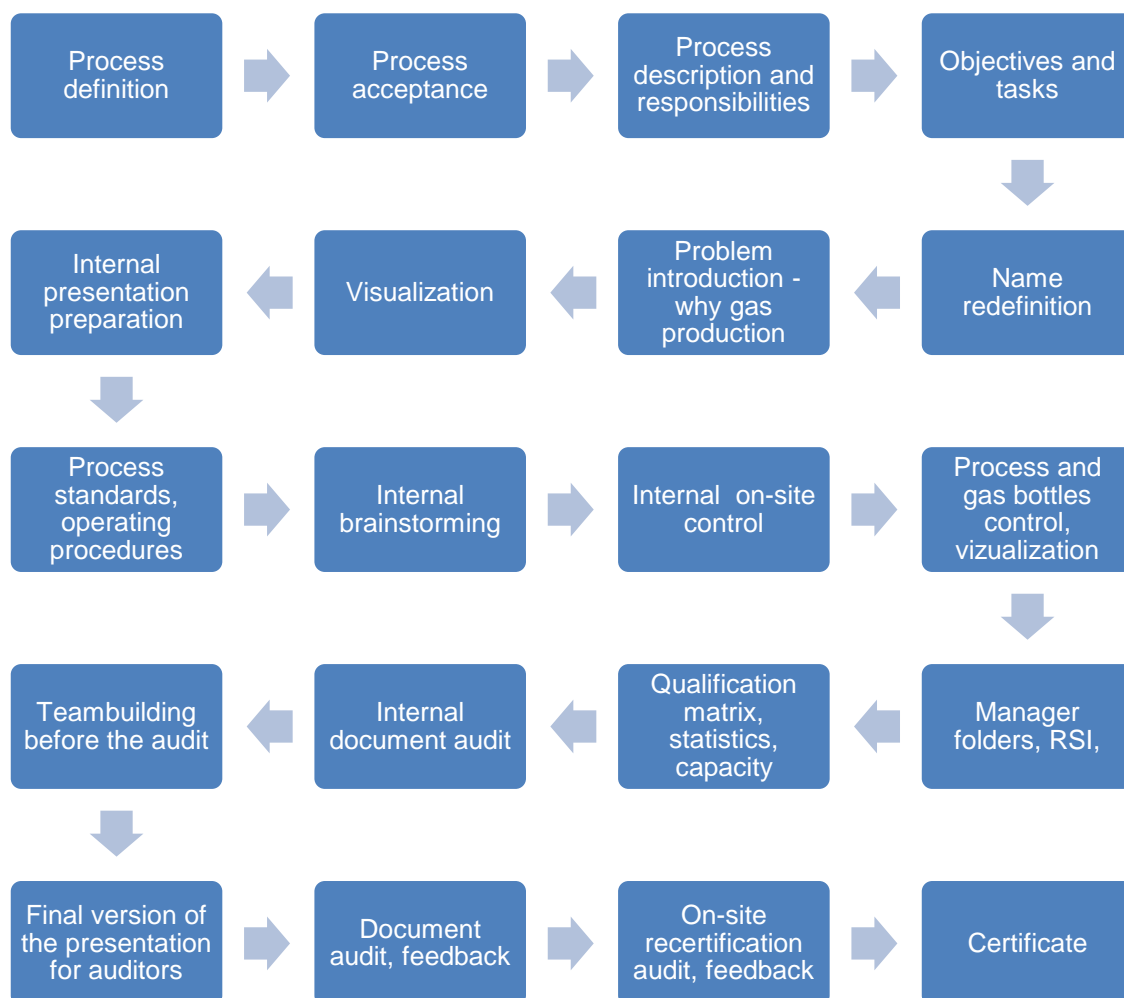 Process
definition
Process
acceptance
Process
description and
responsibilities
Objectives and
tasks
Name
redefinition
Problem
introduction -
why gas
production
Visualization
Internal
presentation
preparation
Process
standards,
operating
procedures
Internal
brainstorming
Internal on-site
control
Process and
gas bottles
control,
vizualization
Manager
folders, RSI,
Qualification
matrix,
statistics,
capacity
Internal
document audit
Teambuilding
before the audit
Final version of
the presentation
for auditors
Document
audit, feedback
On-site
recertification
audit, feedback
Certificate